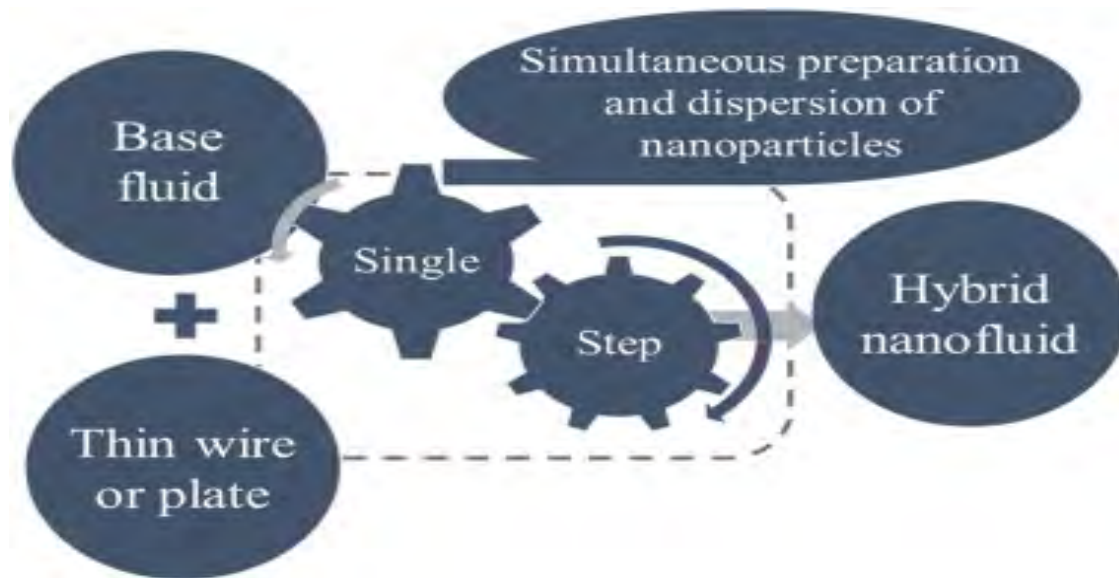 Base
fluid
Simultaneous preparation
and dispersion of
nanoparticles
Single
Step
Hybrid
nanofluid
Thin wire
or plate